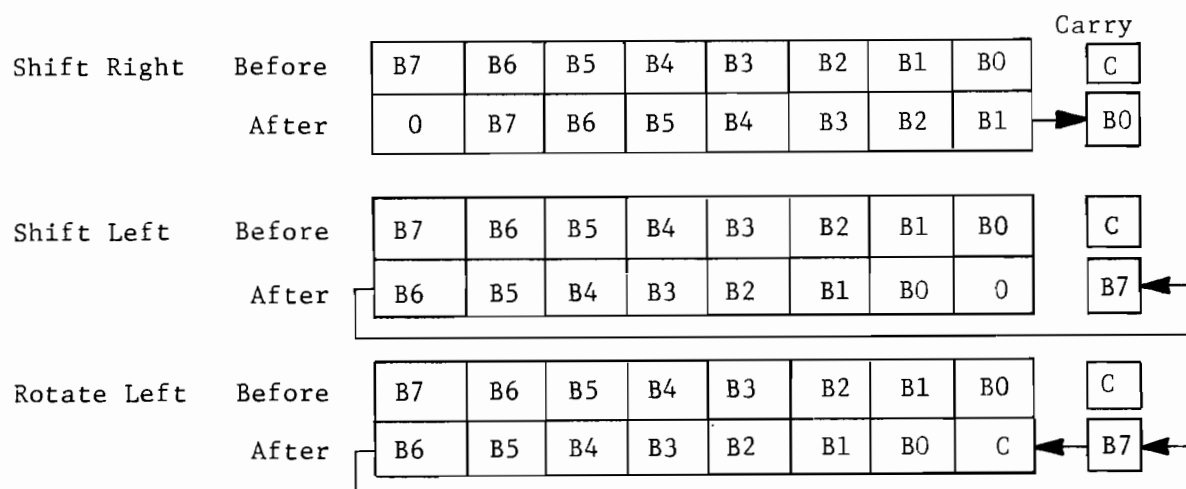 Carry
Shift Right Before B7 B6 B5 B4 B3 B2 B1 B0 C
After 0 B7 B6 B5 B4 B3 B2 B1 B0
Shift Left Before B7 B6 B5 B4 B3 B2 B1 B0 C
After B6 B5 B4 B3 B2 B1 B0 0 B7
Rotate Left Before B7 B6 B5 B4 B3 B2 B1 B0 C
After B6 B5 B4 B3 B2 B1 B0 C B7